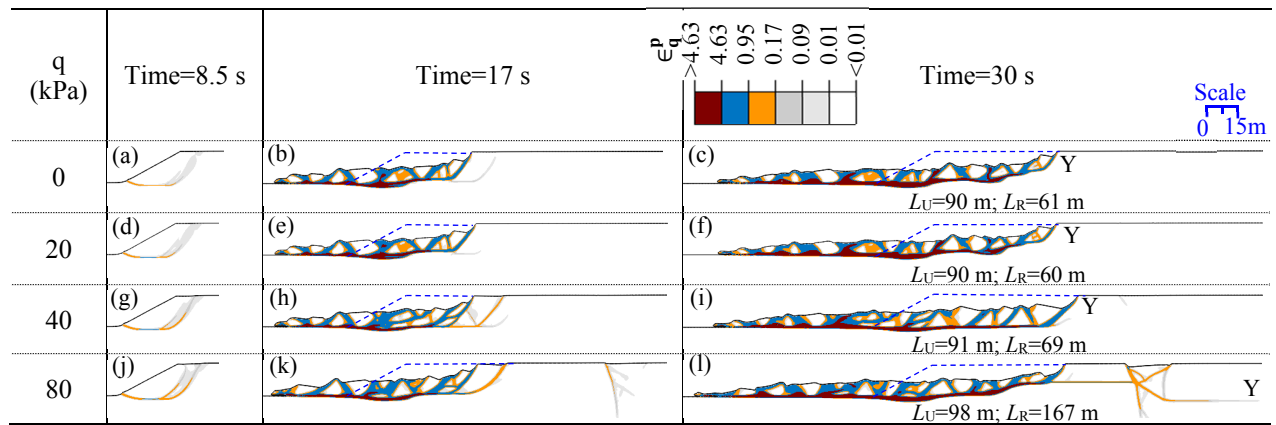 q
(kPa)
Time=8.5 s
Time=17 s
ϵ^p_q
>4.63
4.63
0.95
0.17
0.09
0.01
<0.01
Time=30 s
Scale
0 15m
0
(a)
(b)
(c)
Y
L_U=90 m; L_R=61 m
20
(d)
(e)
(f)
Y
L_U=90 m; L_R=60 m
40
(g)
(h)
(i)
Y
L_U=91 m; L_R=69 m
80
(j)
(k)
(l)
Y
L_U=98 m; L_R=167 m